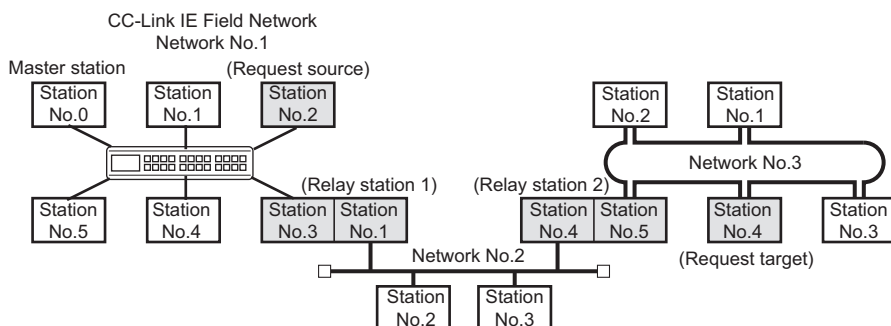 CC-Link IE Field Network
Network No.1
Master station
(Request source)
Station
No.0
Station
No.1
Station
No.2
Station
No.2
Station
No.1
Network No.3
(Relay station 1)
(Relay station 2)
Station
No.5
Station
No.4
Station
No.3
Station
No.1
Station
No.4
Station
No.5
Station
No.4
Station
No.3
Network No.2
(Request target)
Station
No.2
Station
No.3